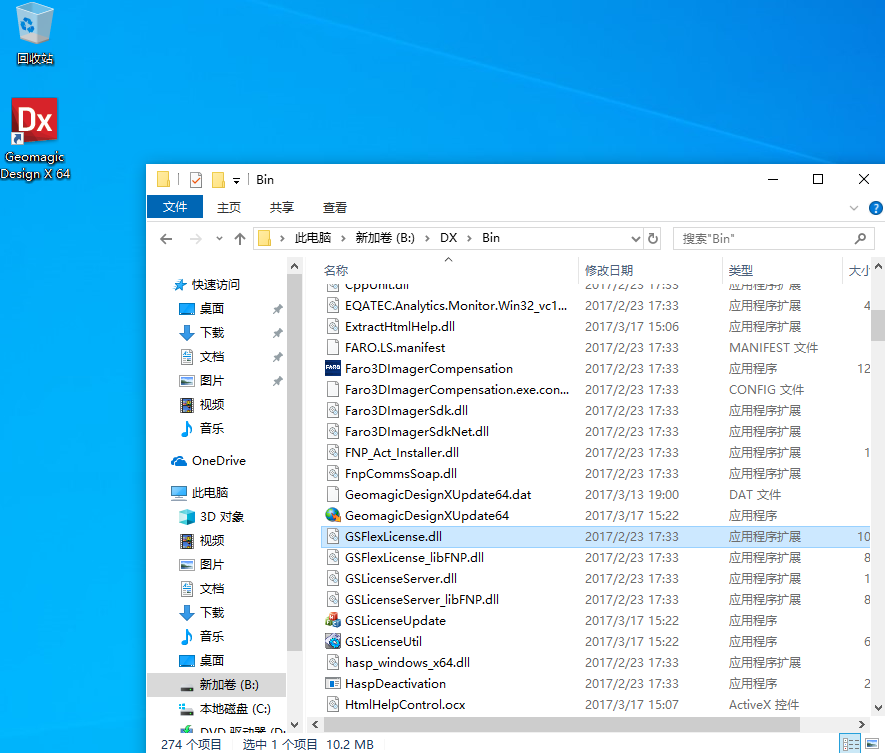 回收站
Dx
Geomagic
Design X 64
Bin
文件 主页 共享 查看
此电脑 新加卷 (B:) DX Bin 搜索"Bin"
名称 修改日期 类型 大小
CppUnit.dll 2017/2/23 17:33 应用程序扩展
EQATEC.Analytics.Monitor.Win32_vc1... 2017/2/23 17:33 应用程序扩展 4
ExtractHtmlHelp.dll 2017/3/17 15:06 应用程序扩展
FARO.LS.manifest 2017/2/23 17:33 MANIFEST 文件
FARO Faro3DImagerCompensation 2017/2/23 17:33 应用程序 12
Faro3DImagerCompensation.exe.con... 2017/2/23 17:33 CONFIG 文件
Faro3DImagerSdk.dll 2017/2/23 17:33 应用程序扩展
Faro3DImagerSdkNet.dll 2017/2/23 17:33 应用程序扩展
FNP_Act_Installer.dll 2017/2/23 17:33 应用程序扩展 1
FnpCommsSoap.dll 2017/2/23 17:33 应用程序扩展
GeomagicDesignXUpdate64.dat 2017/3/13 19:00 DAT 文件
GeomagicDesignXUpdate64 2017/3/17 15:22 应用程序
GSFlexLicense.dll 2017/2/23 17:33 应用程序扩展 10
GSFlexLicense_libFNP.dll 2017/2/23 17:33 应用程序扩展 8
GSLicenseServer.dll 2017/2/23 17:33 应用程序扩展 1
GSLicenseServer_libFNP.dll 2017/2/23 17:33 应用程序扩展 8
GSLicenseUpdate 2017/3/17 15:22 应用程序
GSLicenseUtil 2017/3/17 15:22 应用程序 6
hasp_windows_x64.dll 2017/2/23 17:33 应用程序扩展
HaspDeactivation 2017/2/23 17:33 应用程序 2
HtmlHelpControl.ocx 2017/3/17 15:07 ActiveX 控件
快速访问
桌面
下载
文档
图片
视频
音乐
OneDrive
此电脑
3D 对象
视频
图片
文档
下载
音乐
桌面
新加卷 (B:)
本地磁盘 (C:)
DVD 驱动器 (D:
274 个项目 选中 1 个项目 10.2 MB